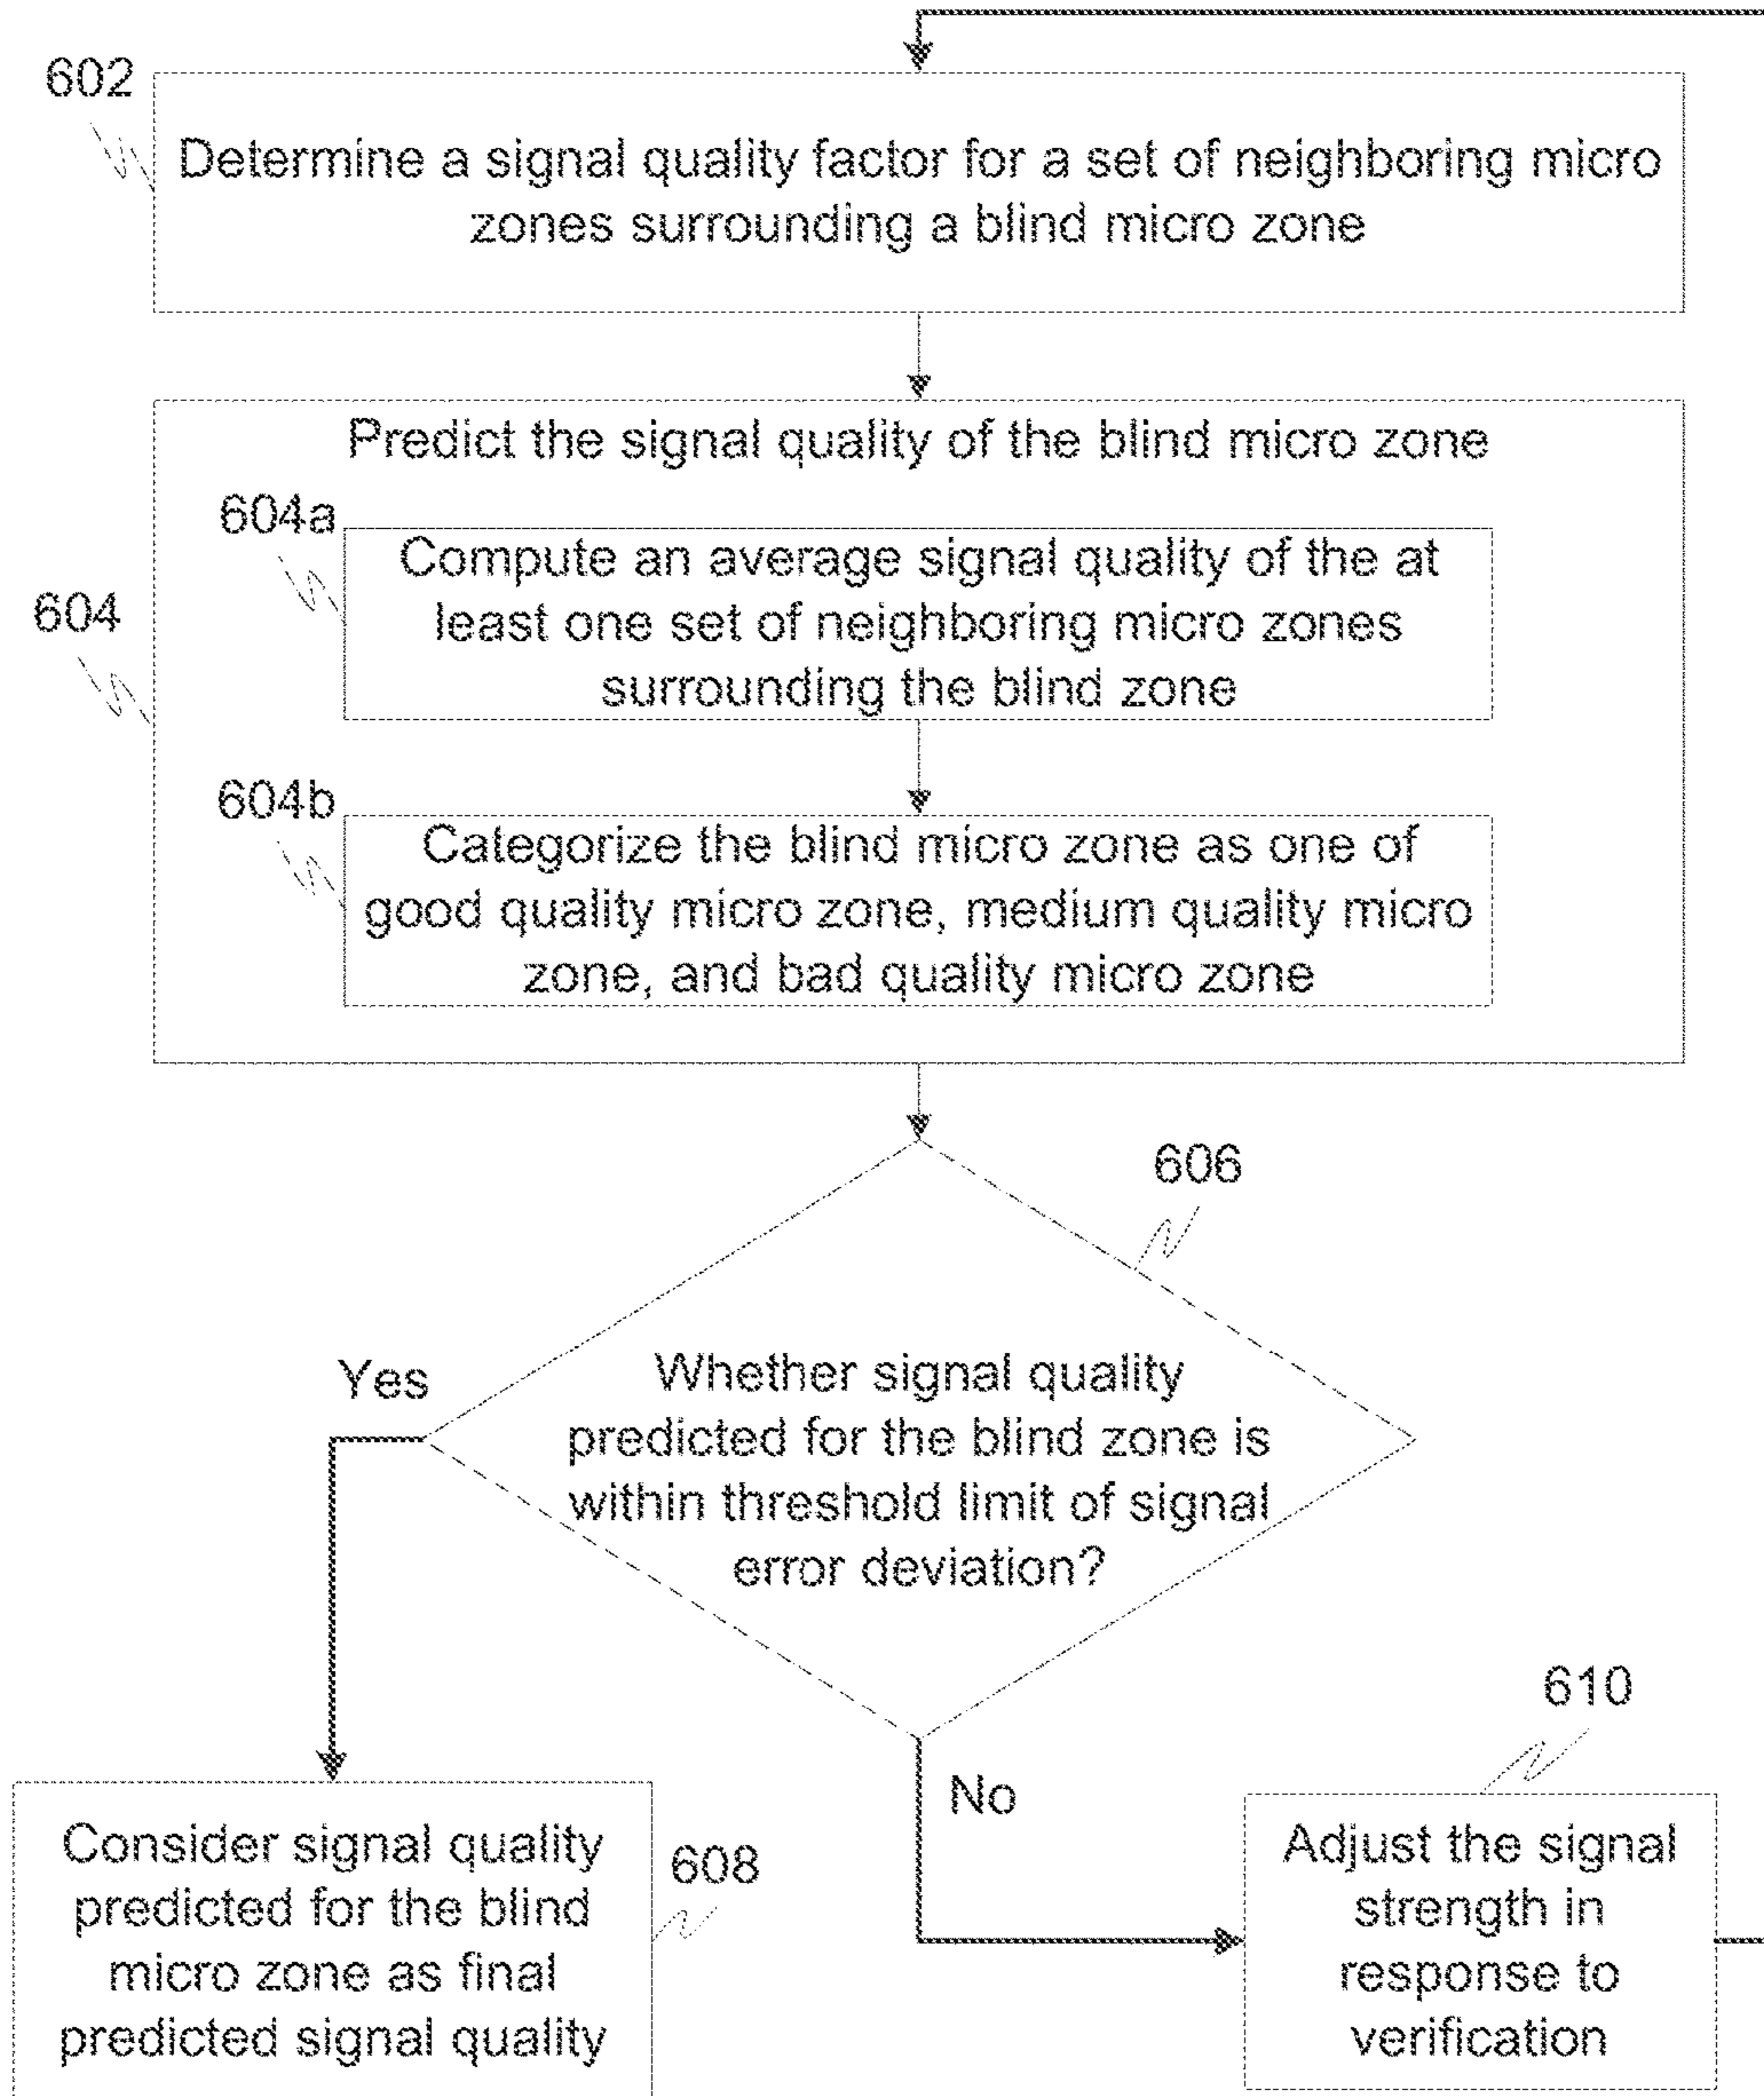 602
Determine a signal quality factor for a set of neighboring micro
zones surrounding a blind micro zone
Predict the signal quality of the blind micro zone
604a
Compute an average signal quality of the at
least one set of neighboring micro zones
surrounding the blind zone
604
604b
Categorize the blind micro zone as one of
good quality micro zone, medium quality micro
zone, and bad quality micro zone
606
Whether signal quality
predicted for the blind zone is
within threshold limit of signal
error deviation?
Yes
No
608
Consider signal quality
predicted for the blind
micro zone as final
predicted signal quality
610
Adjust the signal
strength in
response to
verification